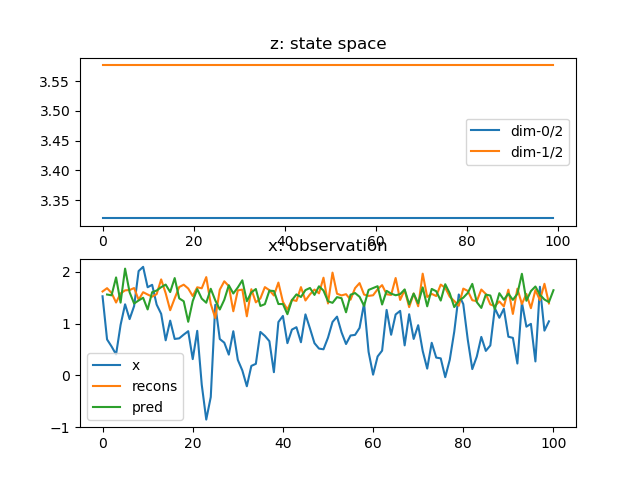 z: state space
3.55
3.50
3.45
3.40
3.35
dim-0/2
dim-1/2
0 20 40 60 80 100
x: observation
2
1
0
−1
x
recons
pred
0 20 40 60 80 100